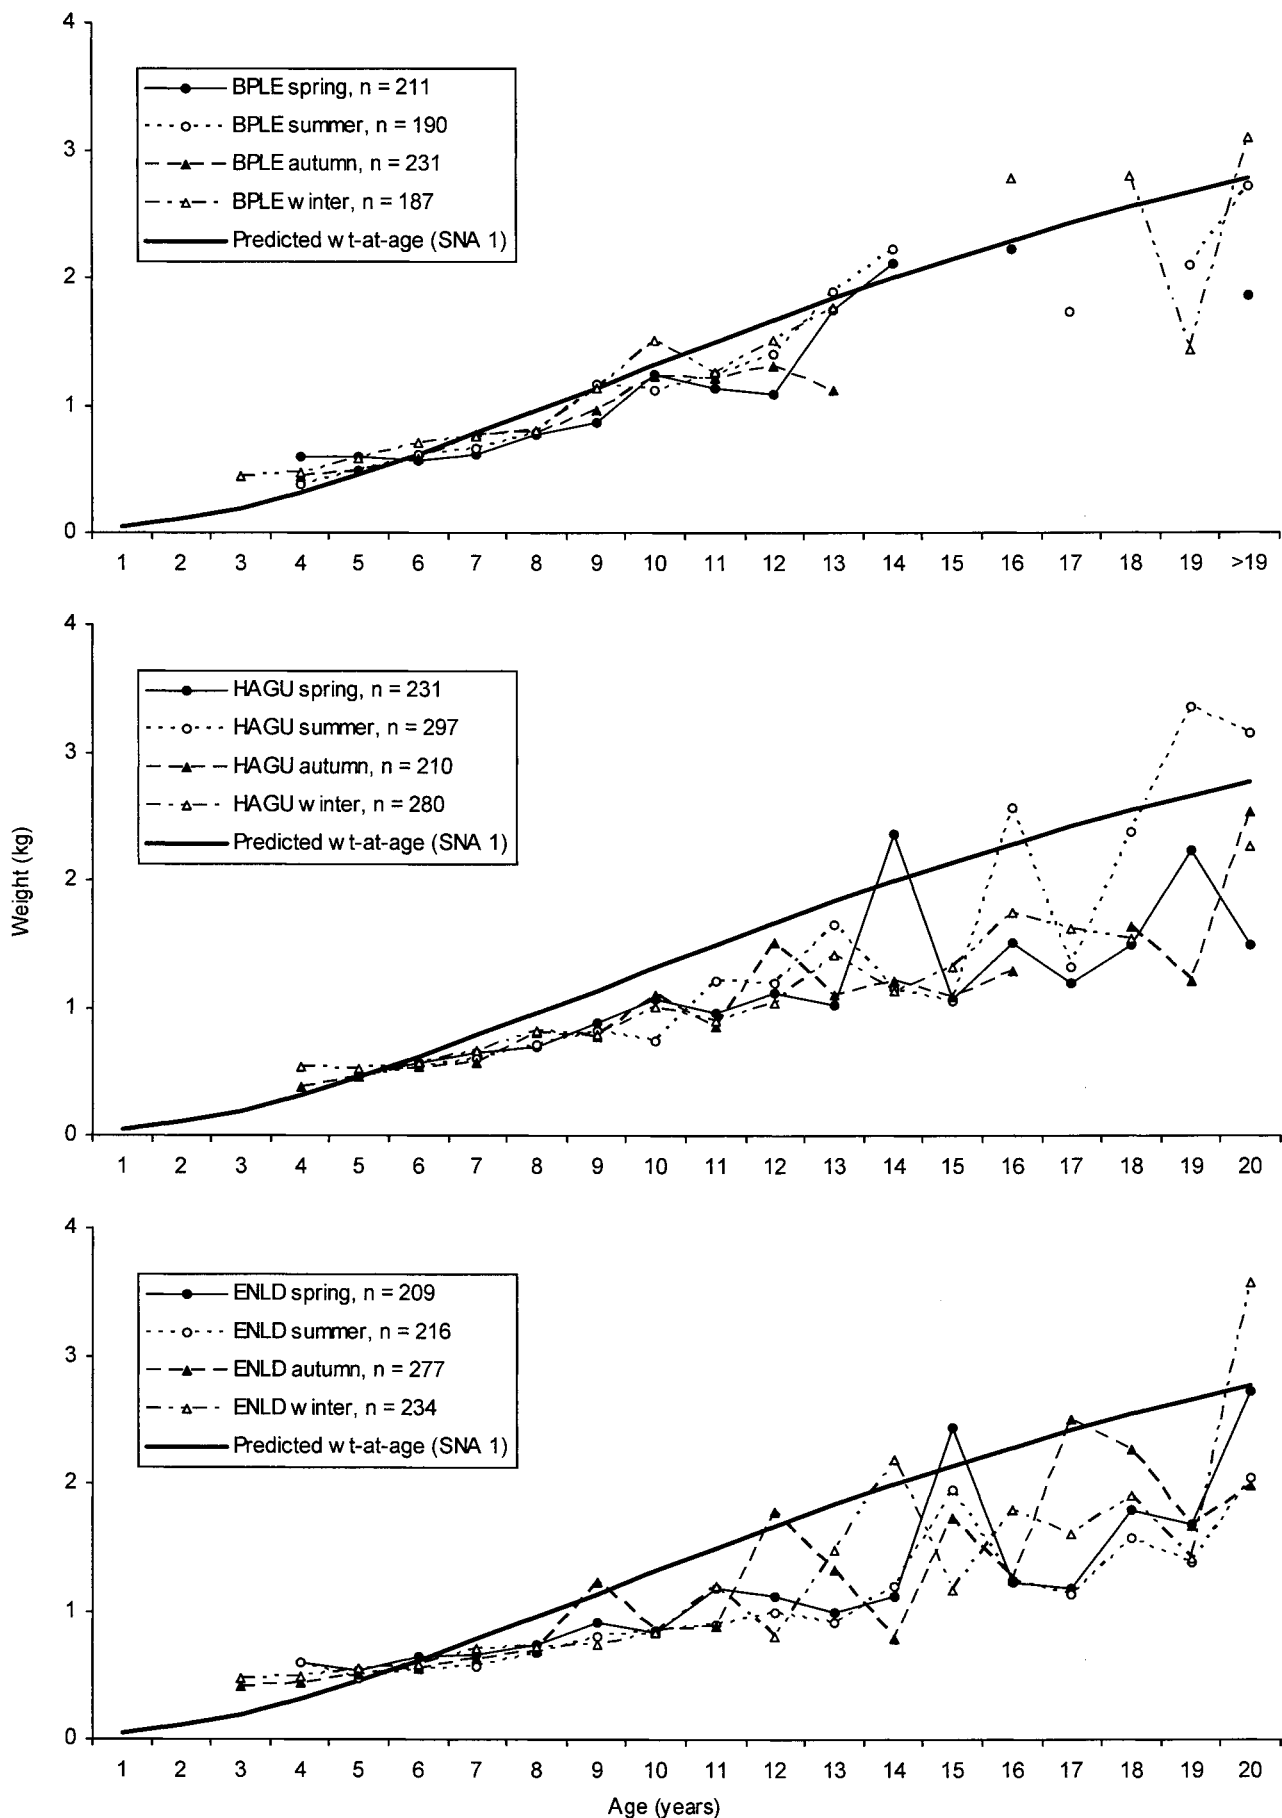 4
3
2
1
0
BPLE spring, n = 211
BPLE summer, n = 190
BPLE autumn, n = 231
BPLE winter, n = 187
Predicted wt-at-age (SNA 1)
1 2 3 4 5 6 7 8 9 10 11 12 13 14 15 16 17 18 19 >19
4
3
2
1
0
HAGU spring, n = 231
HAGU summer, n = 297
HAGU autumn, n = 210
HAGU winter, n = 280
Predicted wt-at-age (SNA 1)
Weight (kg)
1 2 3 4 5 6 7 8 9 10 11 12 13 14 15 16 17 18 19 20
4
3
2
1
0
ENLD spring, n = 209
ENLD summer, n = 216
ENLD autumn, n = 277
ENLD winter, n = 234
Predicted wt-at-age (SNA 1)
1 2 3 4 5 6 7 8 9 10 11 12 13 14 15 16 17 18 19 20
Age (years)